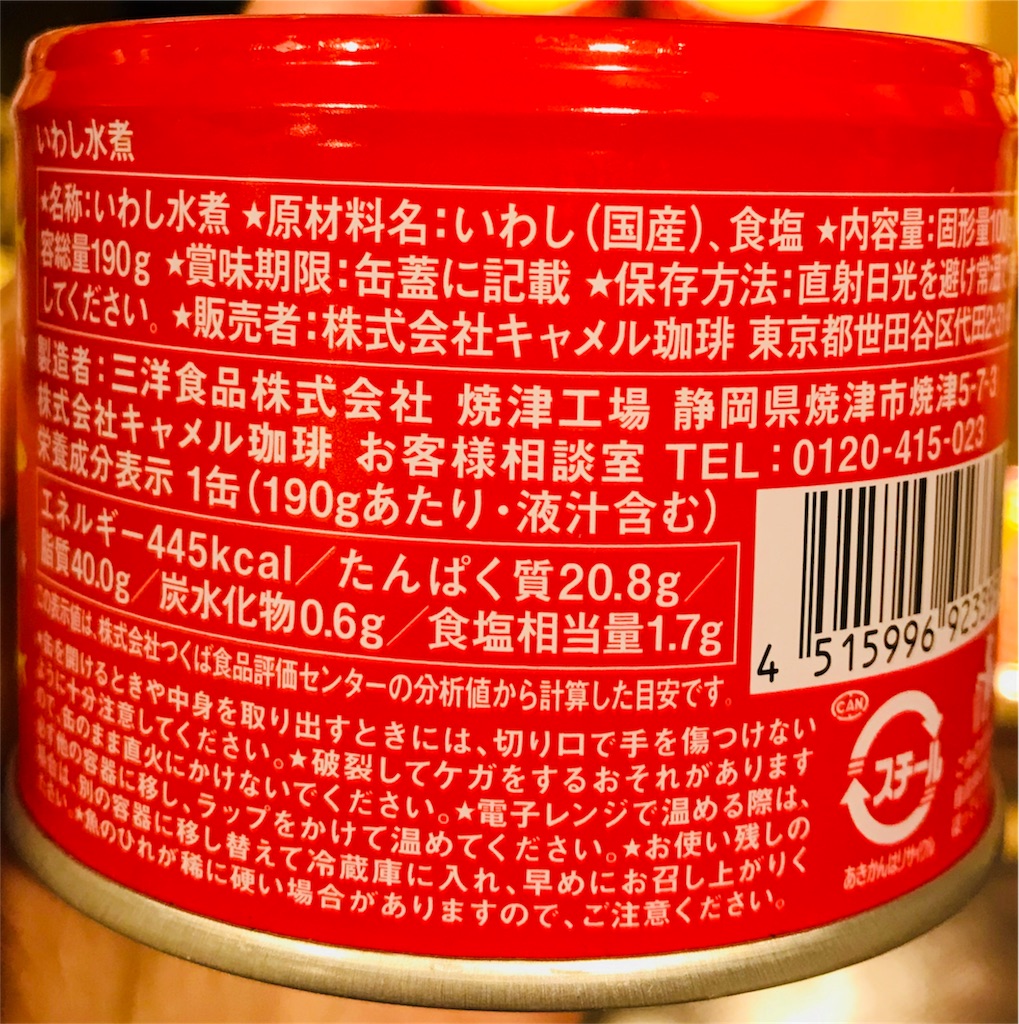 いわし水煮
★名称:いわし水煮 ★原材料名:いわし(国産)、食塩 ★内容量:固形量
容総量190g ★賞味期限:缶蓋に記載 ★保存方法:直射日光を避け常温
してください。 ★販売者:株式会社キャメル珈琲 東京都世田谷区代田2-31
製造者:三洋食品株式会社 焼津工場 静岡県焼津市焼津5-7-3
株式会社キャメル珈琲 お客様相談室 TEL:0120-415-023
栄養成分表示 1缶(190gあたり・液汁含む)
エネルギー445kcal/たんぱく質20.8g/
脂質40.0g/炭水化物0.6g/食塩相当量1.7g
この表示値は、株式会社つくば食品評価センターの分析値から計算した目安です。
★缶を開けるときや中身を取り出すときには、切り口で手を傷つけない
よう十分注意してください。★破裂してケガをするおそれがあります
ので、缶のまま直火にかけないでください。★電子レンジで温める際は、
必ず他の容器に移し、ラップをかけて温めてください。★お使い残しの
場合は、別の容器に移し替えて冷蔵庫に入れ、早めにお召し上がりく
ださい。★魚のひれが稀に硬い場合がありますので、ご注意ください。
4 515996 923
CAN
スチール
あきかんはリサイクル